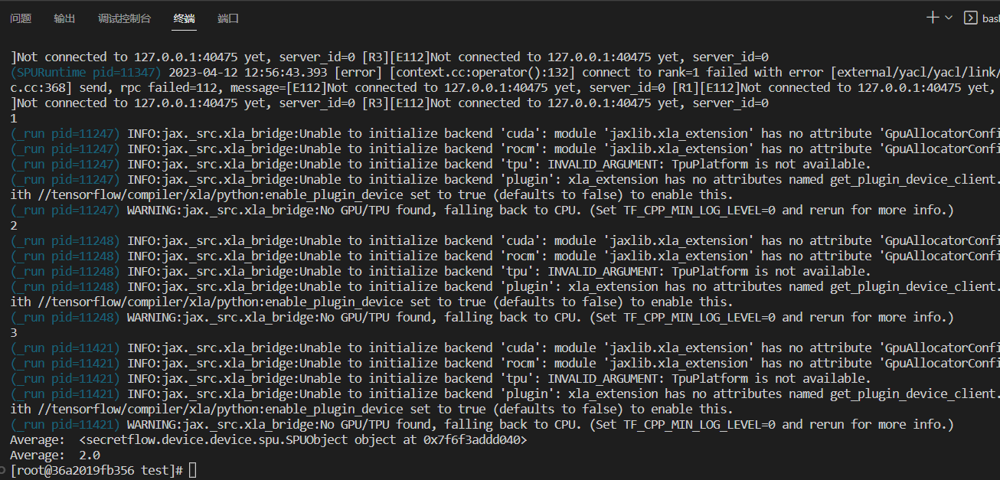 问题 输出 调试控制台 终端 端口 bash
]Not connected to 127.0.0.1:40475 yet, server_id=0 [R3][E112]Not connected to 127.0.0.1:40475 yet, server_id=0
(SPURuntime pid=11347) 2023-04-12 12:56:43.393 [error] [context.cc:operator():132] connect to rank=1 failed with error [external/yacl/yacl/link/
c.cc:368] send, rpc failed=112, message=[E112]Not connected to 127.0.0.1:40475 yet, server_id=0 [R1][E112]Not connected to 127.0.0.1:40475 yet,
]Not connected to 127.0.0.1:40475 yet, server_id=0 [R3][E112]Not connected to 127.0.0.1:40475 yet, server_id=0
1
(_run pid=11247) INFO:jax._src.xla_bridge:Unable to initialize backend 'cuda': module 'jaxlib.xla_extension' has no attribute 'GpuAllocatorConfi
(_run pid=11247) INFO:jax._src.xla_bridge:Unable to initialize backend 'rocm': module 'jaxlib.xla_extension' has no attribute 'GpuAllocatorConfi
(_run pid=11247) INFO:jax._src.xla_bridge:Unable to initialize backend 'tpu': INVALID_ARGUMENT: TpuPlatform is not available.
(_run pid=11247) INFO:jax._src.xla_bridge:Unable to initialize backend 'plugin': xla_extension has no attributes named get_plugin_device_client.
ith //tensorflow/compiler/xla/python:enable_plugin_device set to true (defaults to false) to enable this.
(_run pid=11247) WARNING:jax._src.xla_bridge:No GPU/TPU found, falling back to CPU. (Set TF_CPP_MIN_LOG_LEVEL=0 and rerun for more info.)
2
(_run pid=11248) INFO:jax._src.xla_bridge:Unable to initialize backend 'cuda': module 'jaxlib.xla_extension' has no attribute 'GpuAllocatorConfi
(_run pid=11248) INFO:jax._src.xla_bridge:Unable to initialize backend 'rocm': module 'jaxlib.xla_extension' has no attribute 'GpuAllocatorConfi
(_run pid=11248) INFO:jax._src.xla_bridge:Unable to initialize backend 'tpu': INVALID_ARGUMENT: TpuPlatform is not available.
(_run pid=11248) INFO:jax._src.xla_bridge:Unable to initialize backend 'plugin': xla_extension has no attributes named get_plugin_device_client.
ith //tensorflow/compiler/xla/python:enable_plugin_device set to true (defaults to false) to enable this.
(_run pid=11248) WARNING:jax._src.xla_bridge:No GPU/TPU found, falling back to CPU. (Set TF_CPP_MIN_LOG_LEVEL=0 and rerun for more info.)
3
(_run pid=11421) INFO:jax._src.xla_bridge:Unable to initialize backend 'cuda': module 'jaxlib.xla_extension' has no attribute 'GpuAllocatorConfi
(_run pid=11421) INFO:jax._src.xla_bridge:Unable to initialize backend 'rocm': module 'jaxlib.xla_extension' has no attribute 'GpuAllocatorConfi
(_run pid=11421) INFO:jax._src.xla_bridge:Unable to initialize backend 'tpu': INVALID_ARGUMENT: TpuPlatform is not available.
(_run pid=11421) INFO:jax._src.xla_bridge:Unable to initialize backend 'plugin': xla_extension has no attributes named get_plugin_device_client.
ith //tensorflow/compiler/xla/python:enable_plugin_device set to true (defaults to false) to enable this.
(_run pid=11421) WARNING:jax._src.xla_bridge:No GPU/TPU found, falling back to CPU. (Set TF_CPP_MIN_LOG_LEVEL=0 and rerun for more info.)
Average:  <secretflow.device.device.spu.SPUObject object at 0x7f6f3addd040>
Average:  2.0
[root@36a2019fb356 test]#